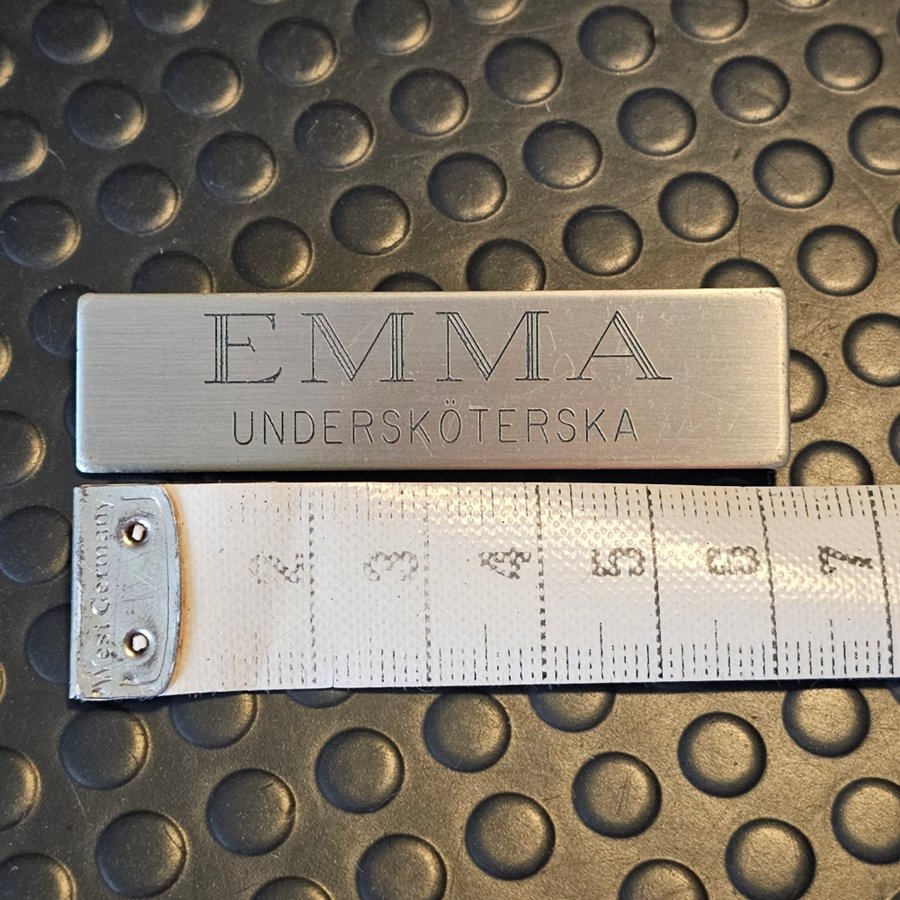 EMMA
UNDERSKÖTERSKA
West Germany
2 3 4 5 6 7